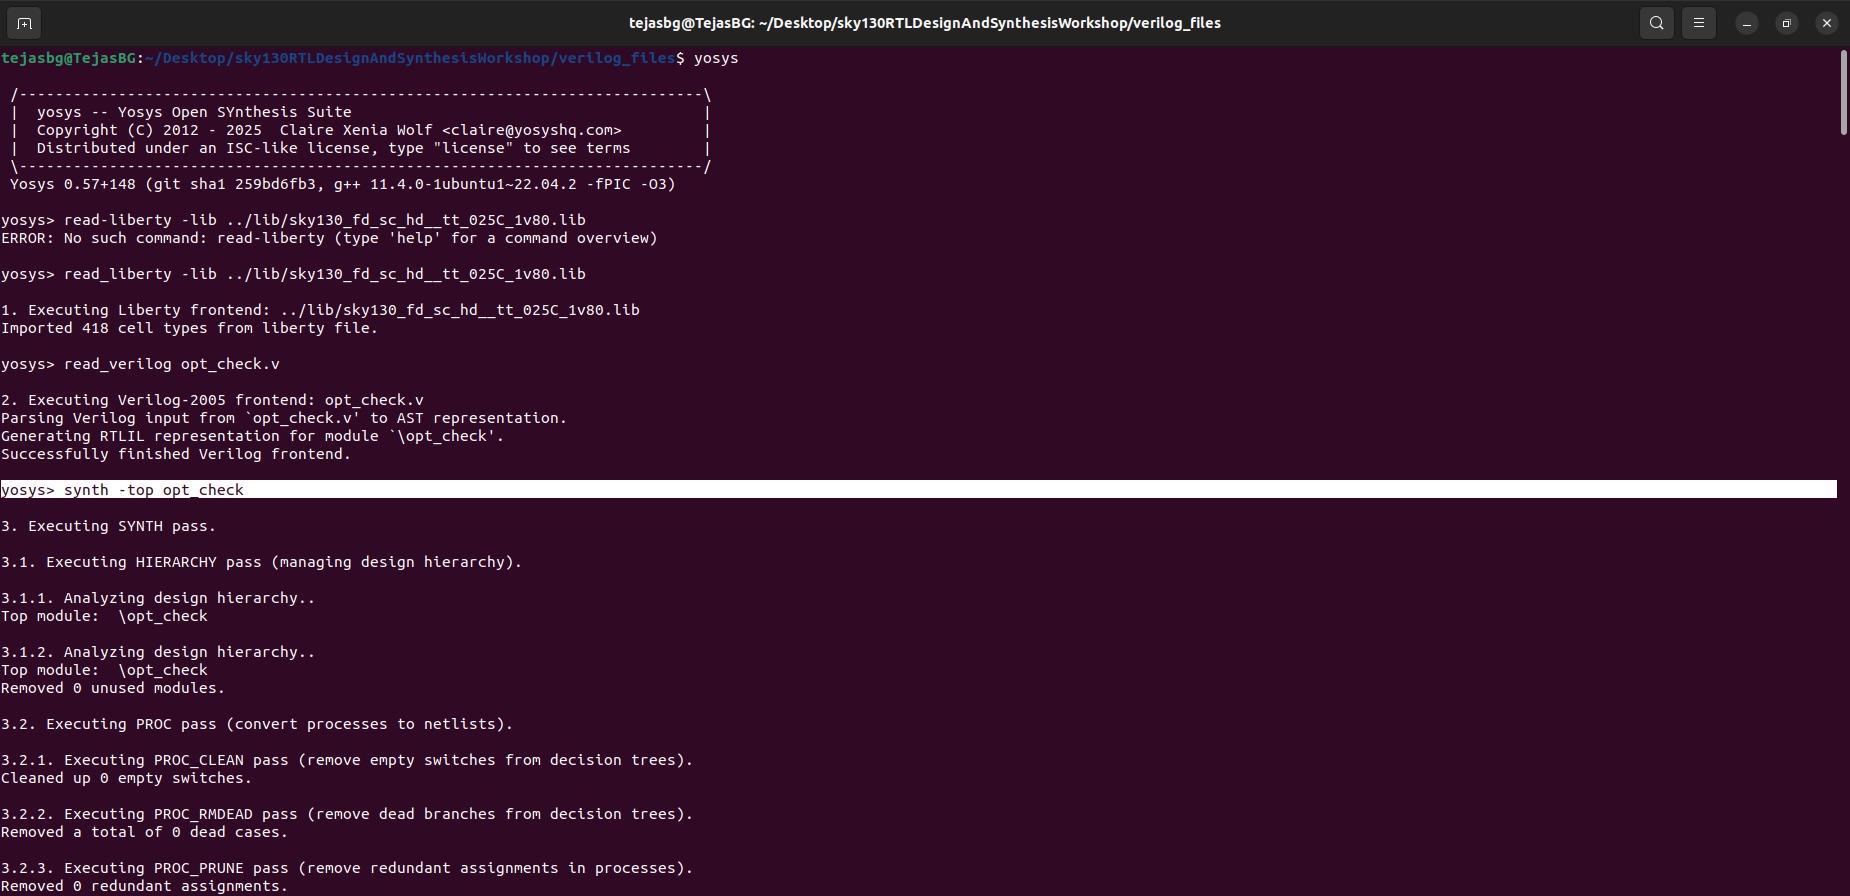 tejasbg@TejasBG: ~/Desktop/sky130RTLDesignAndSynthesisWorkshop/verilog_files
tejasbg@TejasBG:~/Desktop/sky130RTLDesignAndSynthesisWorkshop/verilog_files$ yosys
/----------------------------------------------------------------------------\
|  yosys -- Yosys Open SYnthesis Suite                                       |
|  Copyright (C) 2012 - 2025  Claire Xenia Wolf <claire@yosyshq.com>         |
|  Distributed under an ISC-like license, type "license" to see terms        |
\----------------------------------------------------------------------------/
Yosys 0.57+148 (git sha1 259bd6fb3, g++ 11.4.0-1ubuntu1~22.04.2 -fPIC -O3)
yosys> read-liberty -lib ../lib/sky130_fd_sc_hd__tt_025C_1v80.lib
ERROR: No such command: read-liberty (type 'help' for a command overview)
yosys> read_liberty -lib ../lib/sky130_fd_sc_hd__tt_025C_1v80.lib
1. Executing Liberty frontend: ../lib/sky130_fd_sc_hd__tt_025C_1v80.lib
Imported 418 cell types from liberty file.
yosys> read_verilog opt_check.v
2. Executing Verilog-2005 frontend: opt_check.v
Parsing Verilog input from `opt_check.v' to AST representation.
Generating RTLIL representation for module `\opt_check'.
Successfully finished Verilog frontend.
yosys> synth -top opt_check
3. Executing SYNTH pass.
3.1. Executing HIERARCHY pass (managing design hierarchy).
3.1.1. Analyzing design hierarchy..
Top module:  \opt_check
3.1.2. Analyzing design hierarchy..
Top module:  \opt_check
Removed 0 unused modules.
3.2. Executing PROC pass (convert processes to netlists).
3.2.1. Executing PROC_CLEAN pass (remove empty switches from decision trees).
Cleaned up 0 empty switches.
3.2.2. Executing PROC_RMDEAD pass (remove dead branches from decision trees).
Removed a total of 0 dead cases.
3.2.3. Executing PROC_PRUNE pass (remove redundant assignments in processes).
Removed 0 redundant assignments.